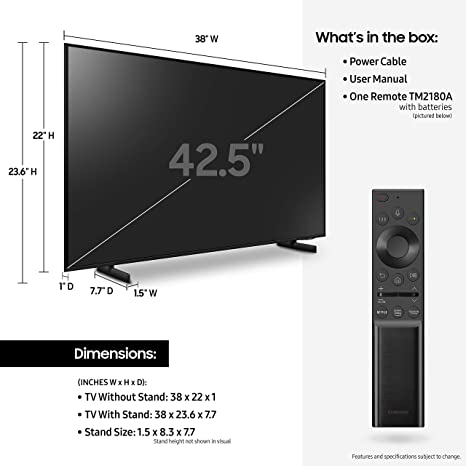 38" W
What's in the box:
• Power Cable
• User Manual
• One Remote TM2180A
with batteries
(pictured below)
22" H
42.5"
23.6" H
1" D
7.7" D
1.5" W
Dimensions:
(INCHES W x H x D):
• TV Without Stand: 38 x 22 x 1
• TV With Stand: 38 x 23.6 x 7.7
• Stand Size: 1.5 x 8.3 x 7.7
Stand height not shown in visual
NETFLIX
SAMSUNG
Features and specifications subject to change.